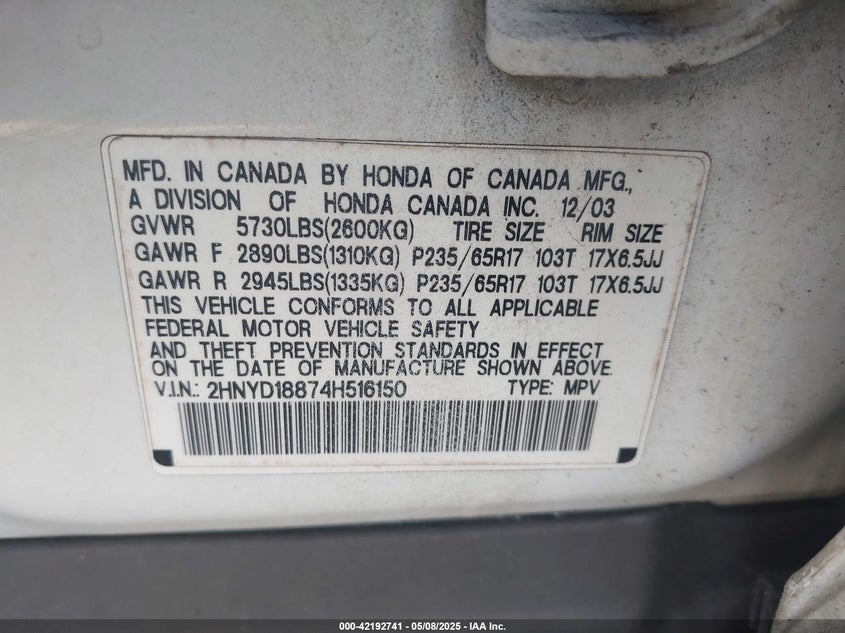 MFD. IN CANADA BY HONDA OF CANADA MFG.,
A DIVISION OF HONDA CANADA INC. 12/03
GVWR 5730LBS(2600KG) TIRE SIZE RIM SIZE
GAWR F 2890LBS(1310KG) P235/65R17 103T 17X6.5JJ
GAWR R 2945LBS(1335KG) P235/65R17 103T 17X6.5JJ
THIS VEHICLE CONFORMS TO ALL APPLICABLE
FEDERAL MOTOR VEHICLE SAFETY
AND THEFT PREVENTION STANDARDS IN EFFECT
ON THE DATE OF MANUFACTURE SHOWN ABOVE.
V.I.N.: 2HNYD18874H516150 TYPE: MPV
000-42192741 - 05/08/2025 - IAA Inc.